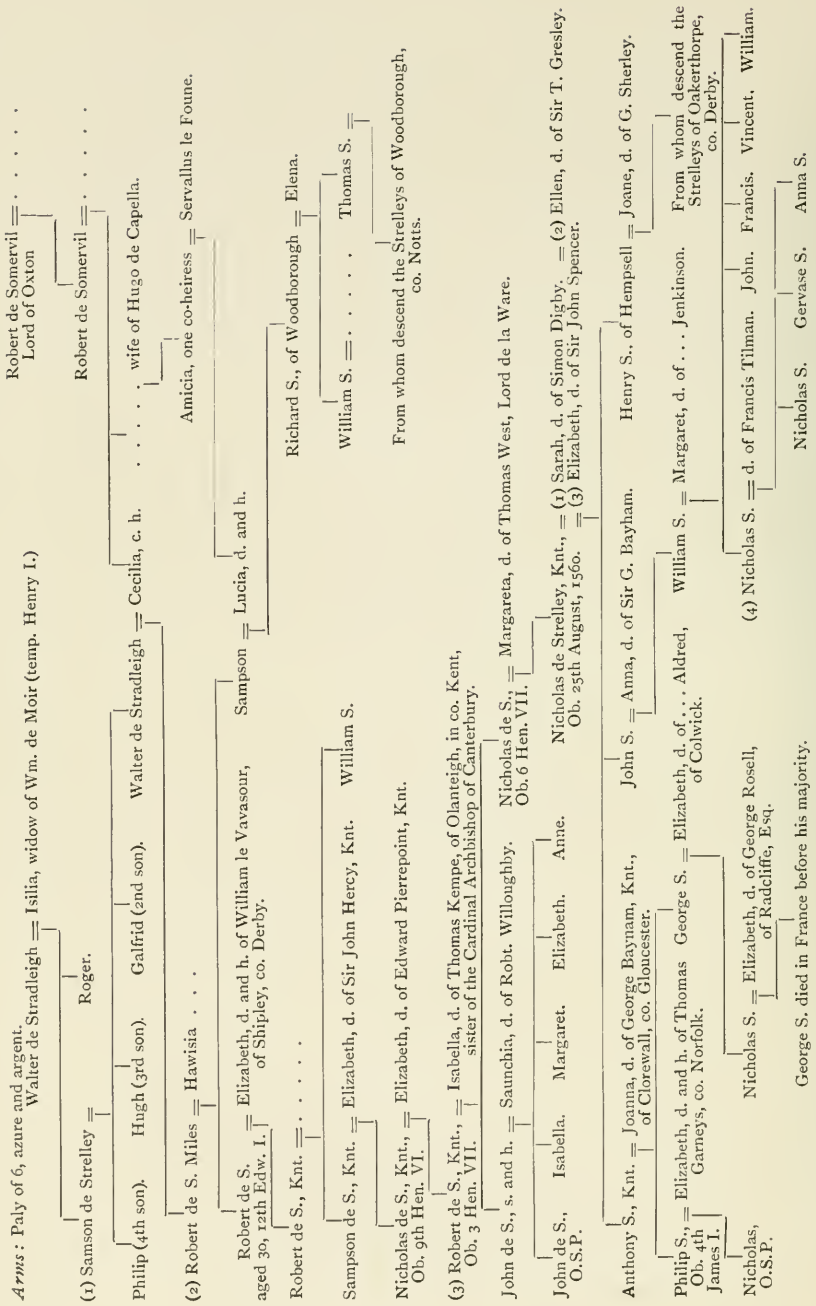 Arms : Paly of 6, azure and argent.
Walter de Stradleigh = Isilia, widow of Wm. de Moir (temp. Henry I.)
Robert de Somervil = . . . . .
Lord of Oxton
(1) Samson de Strelley =
Roger.
Robert de Somervil = . . . . . .
Philip (4th son).
Hugh (3rd son).
Galfrid (2nd son).
Walter de Stradleigh = Cecilia, c. h.
. . . . wife of Hugo de Capella.
(2) Robert de S. Miles = Hawisia . . .
Amicia, one co-heiress = Servallus le Foune.
Robert de S.
aged 30, 12th Edw. I.
= Elizabeth, d. and h. of William le Vavasour,
of Shipley, co. Derby.
Sampson = Lucia, d. and h.
Robert de S., Knt. = . . . . .
Richard S., of Woodborough = Elena.
Sampson de S., Knt. = Elizabeth, d. of Sir John Hercy, Knt.
William S.
William S. = . . . . .
Thomas S. =
Nicholas de S., Knt., = Elizabeth, d. of Edward Pierrepoint, Knt.
Ob. 9th Hen. VI.
From whom descend the Strelleys of Woodborough,
co. Notts.
(3) Robert de S., Knt., = Isabella, d. of Thomas Kempe, of Olanteigh, in co. Kent,
Ob. 3 Hen. VII.
sister of the Cardinal Archbishop of Canterbury.
John de S., s. and h. = Saunchia, d. of Robt. Willoughby.
Nicholas de S., = Margareta, d. of Thomas West, Lord de la Ware.
Ob. 6 Hen. VII.
John de S.,
O.S.P.
Isabella.
Margaret.
Elizabeth.
Anne.
Nicholas de Strelley, Knt., = (1) Sarah, d. of Simon Digby. = (2) Ellen, d. of Sir T. Gresley.
Ob. 25th August, 1560. = (3) Elizabeth, d. of Sir John Spencer.
Anthony S., Knt. = Joanna, d. of George Baynam, Knt.,
of Clorewall, co. Gloucester.
John S. = Anna, d. of Sir G. Bayham.
Henry S., of Hempsell = Joane, d. of G. Sherley.
Philip S., = Elizabeth, d. and h. of Thomas
Ob. 4th
James I.
Garneys, co. Norfolk.
George S. = Elizabeth, d. of . . . Aldred,
of Colwick.
William S. = Margaret, d. of . . . Jenkinson.
From whom descend the
Strelleys of Oakerthorpe,
co. Derby.
Nicholas,
O.S.P.
Nicholas S. = Elizabeth, d. of George Rosell,
of Radcliffe, Esq.
(4) Nicholas S. = d. of Francis Tilman.
John.
Francis.
Vincent.
William.
George S. died in France before his majority.
Nicholas S.
Gervase S.
Anna S.